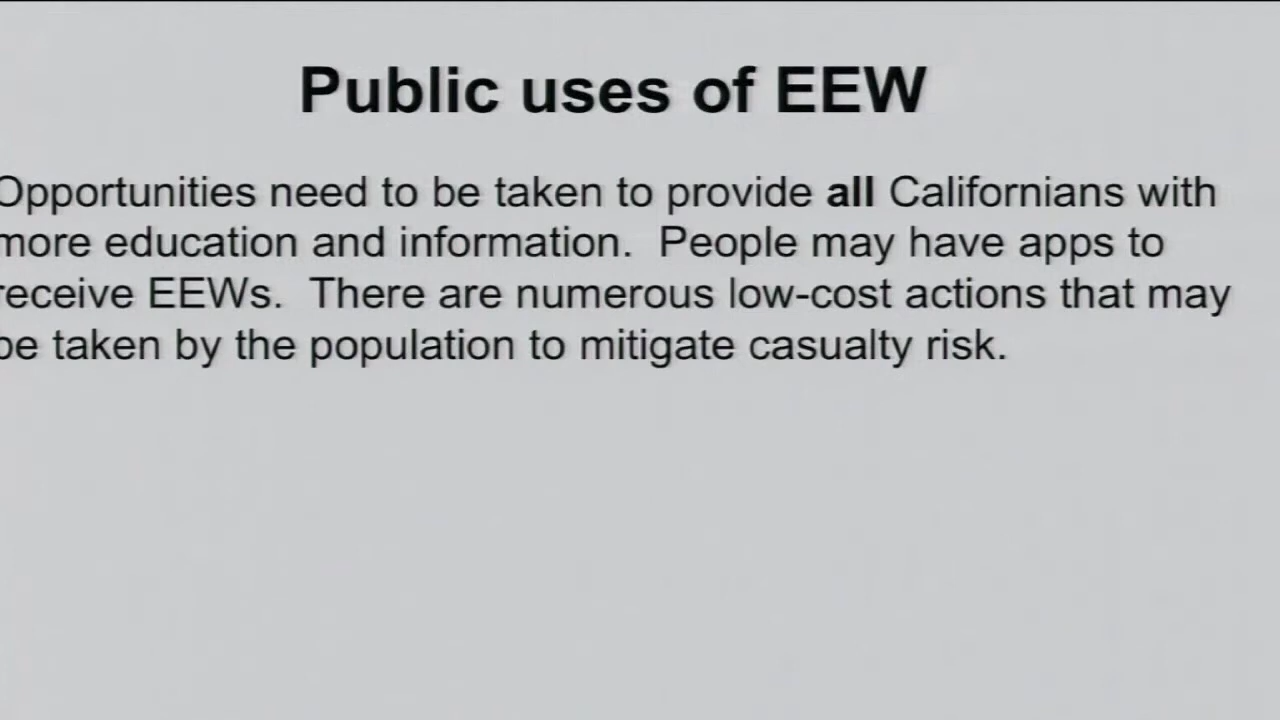 Public uses of EEW
Opportunities need to be taken to provide all Californians with
more education and information.  People may have apps to
receive EEWs.  There are numerous low-cost actions that may
be taken by the population to mitigate casualty risk.